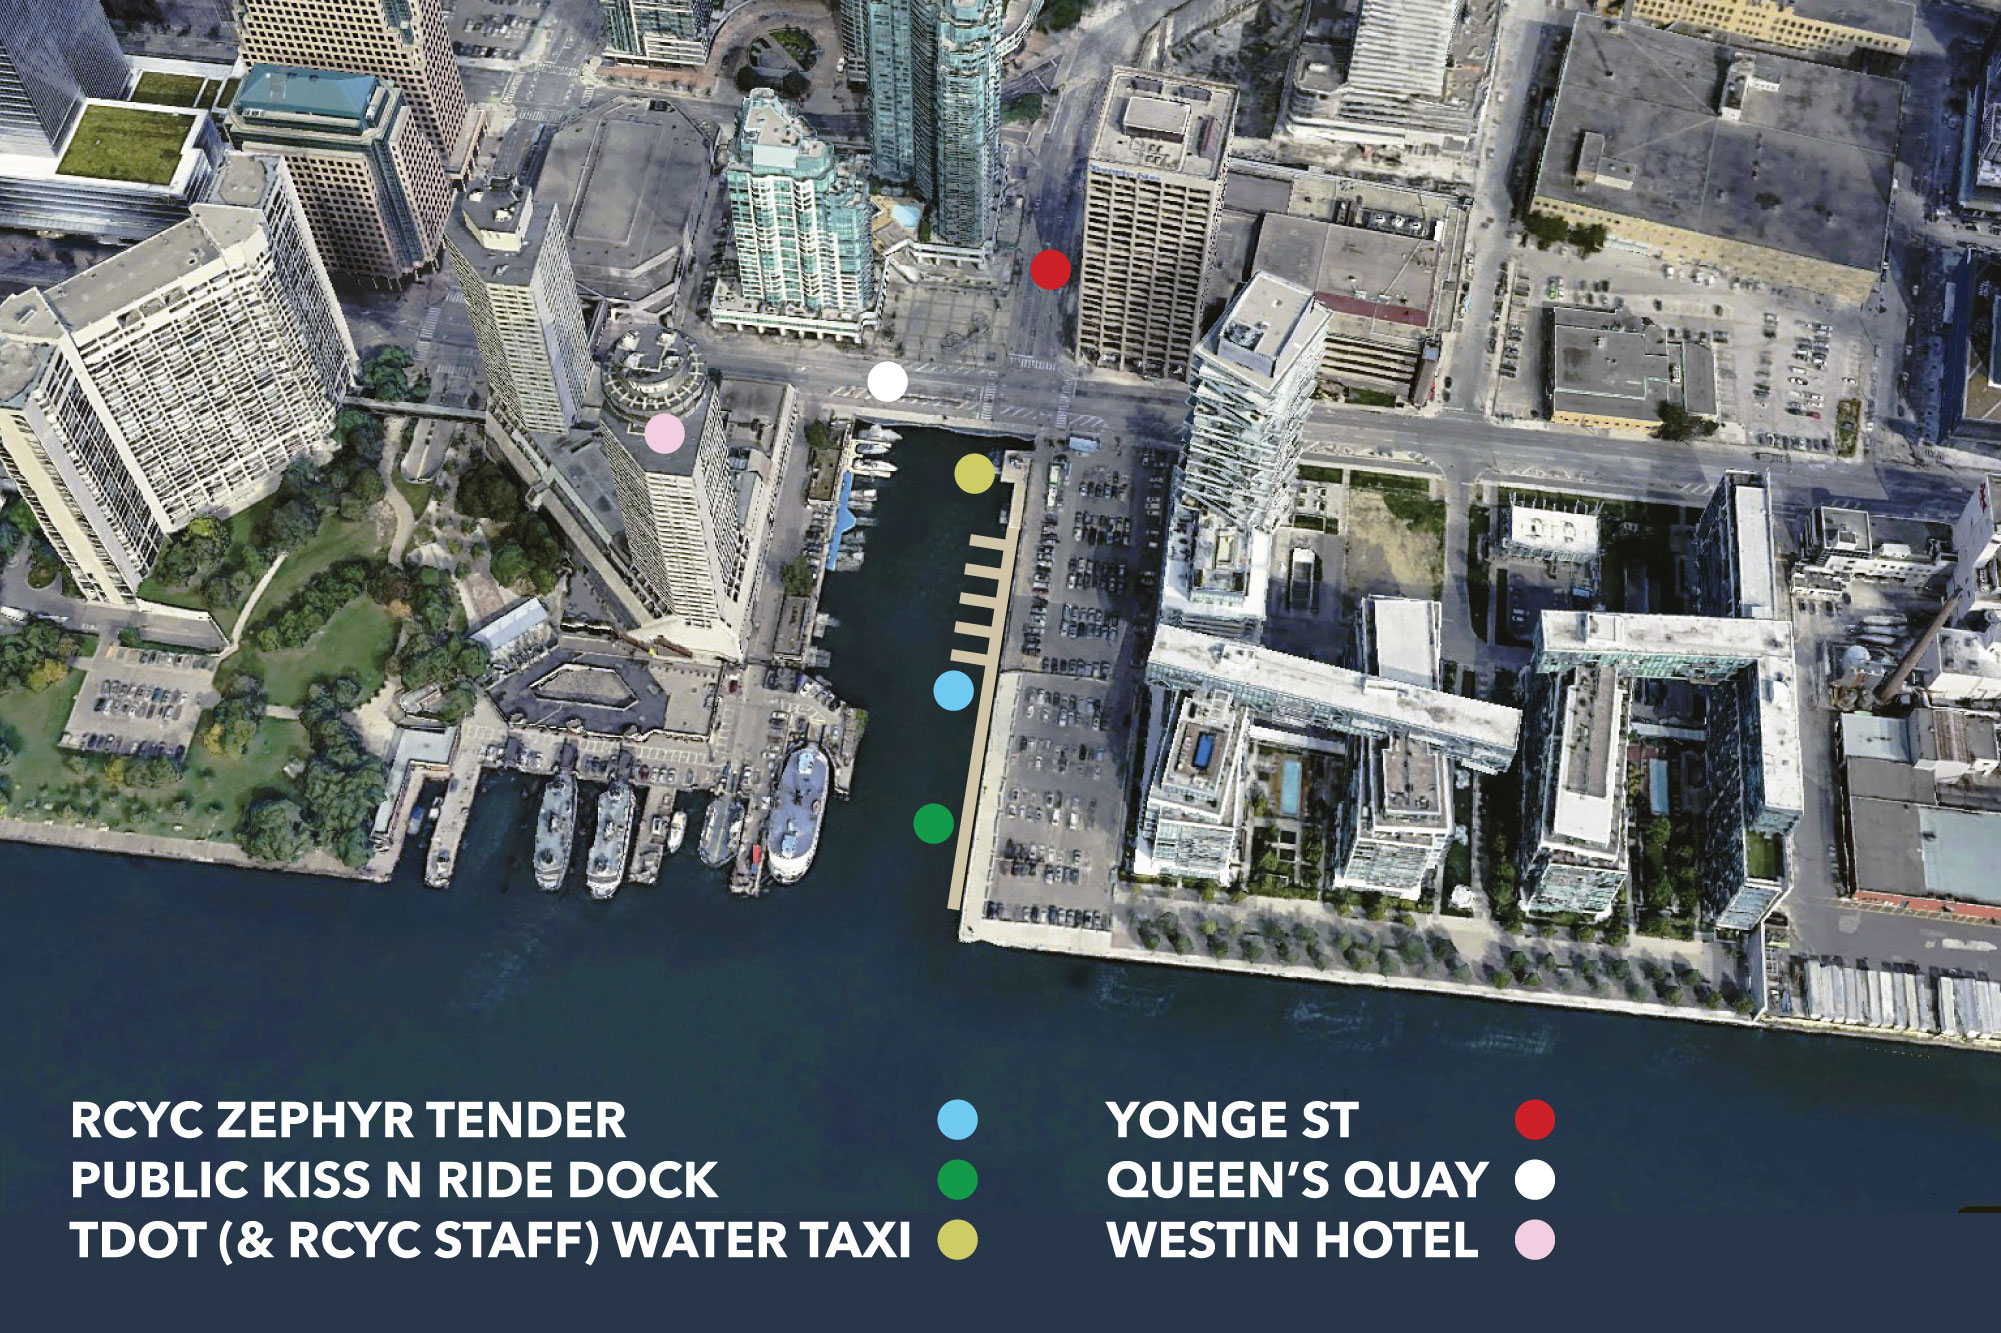 RCYC ZEPHYR TENDER
PUBLIC KISS N RIDE DOCK
TDOT (& RCYC STAFF) WATER TAXI
YONGE ST
QUEEN’S QUAY
WESTIN HOTEL